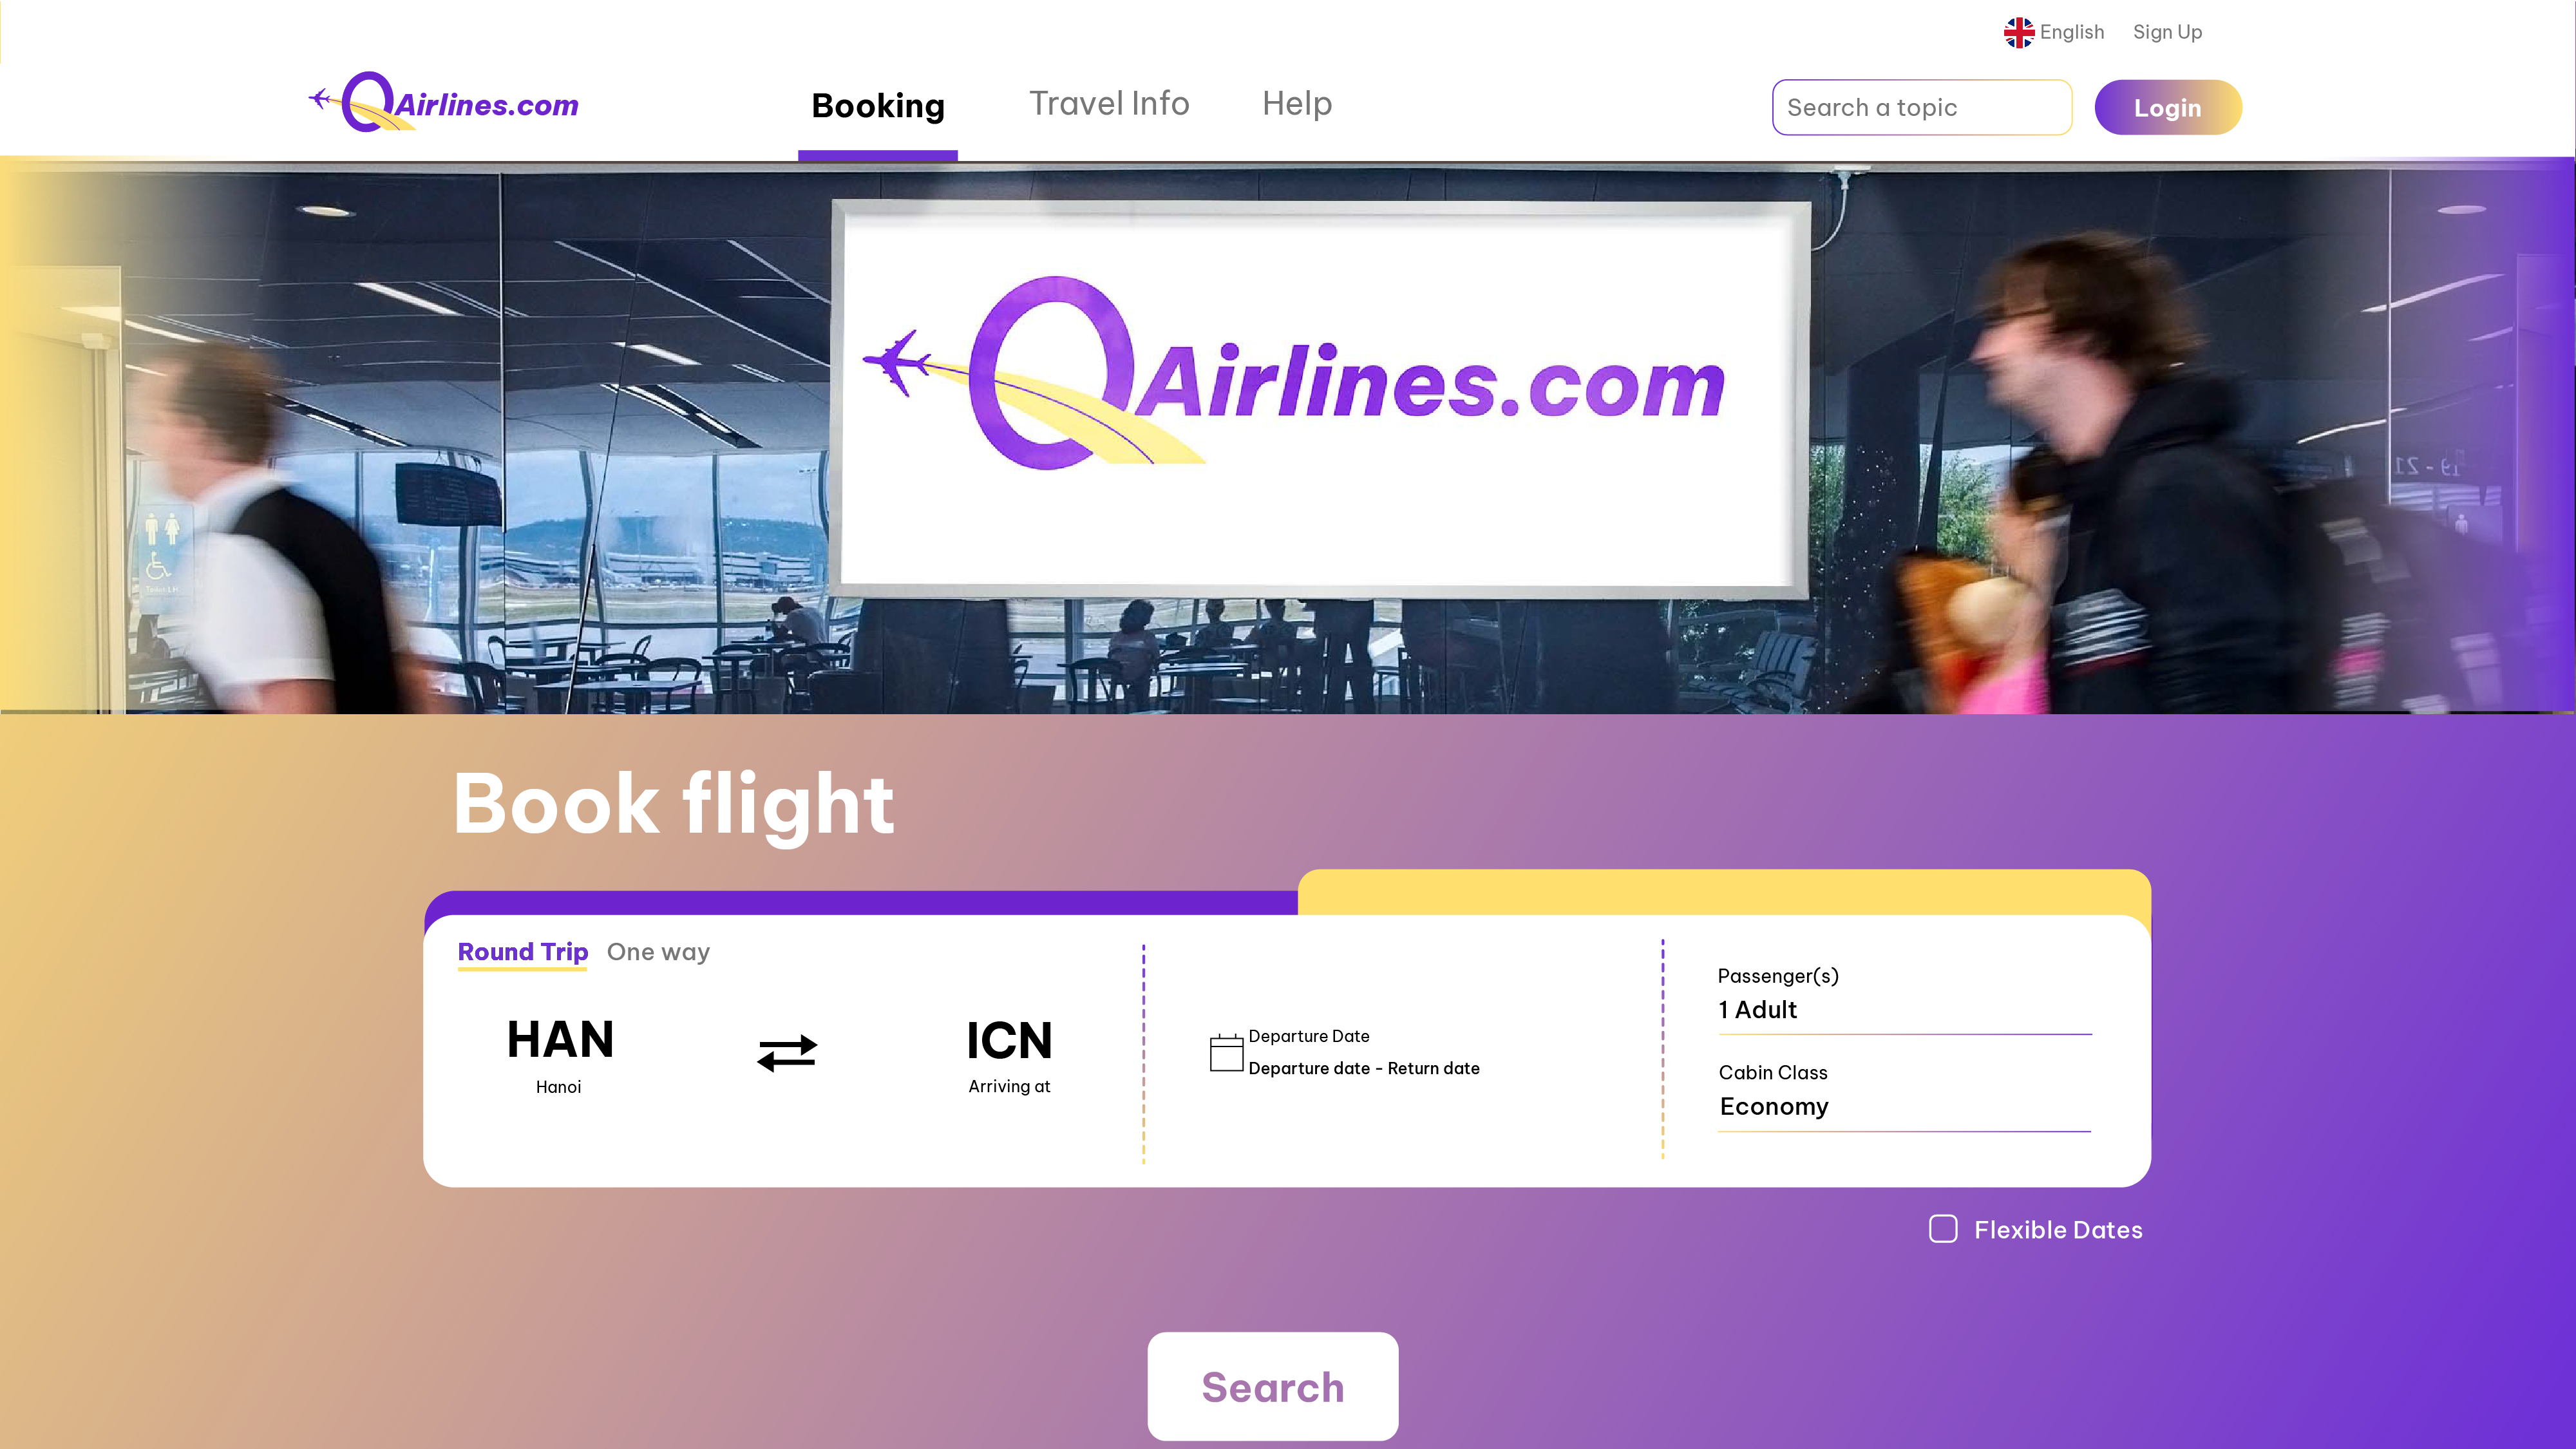 English Sign Up
QAirlines.com Booking Travel Info Help Search a topic Login
QAirlines.com
19 - 21
Book flight
Round Trip One way
HAN
Hanoi
ICN
Arriving at
Departure Date
Departure date - Return date
Passenger(s)
1 Adult
Cabin Class
Economy
Flexible Dates
Search